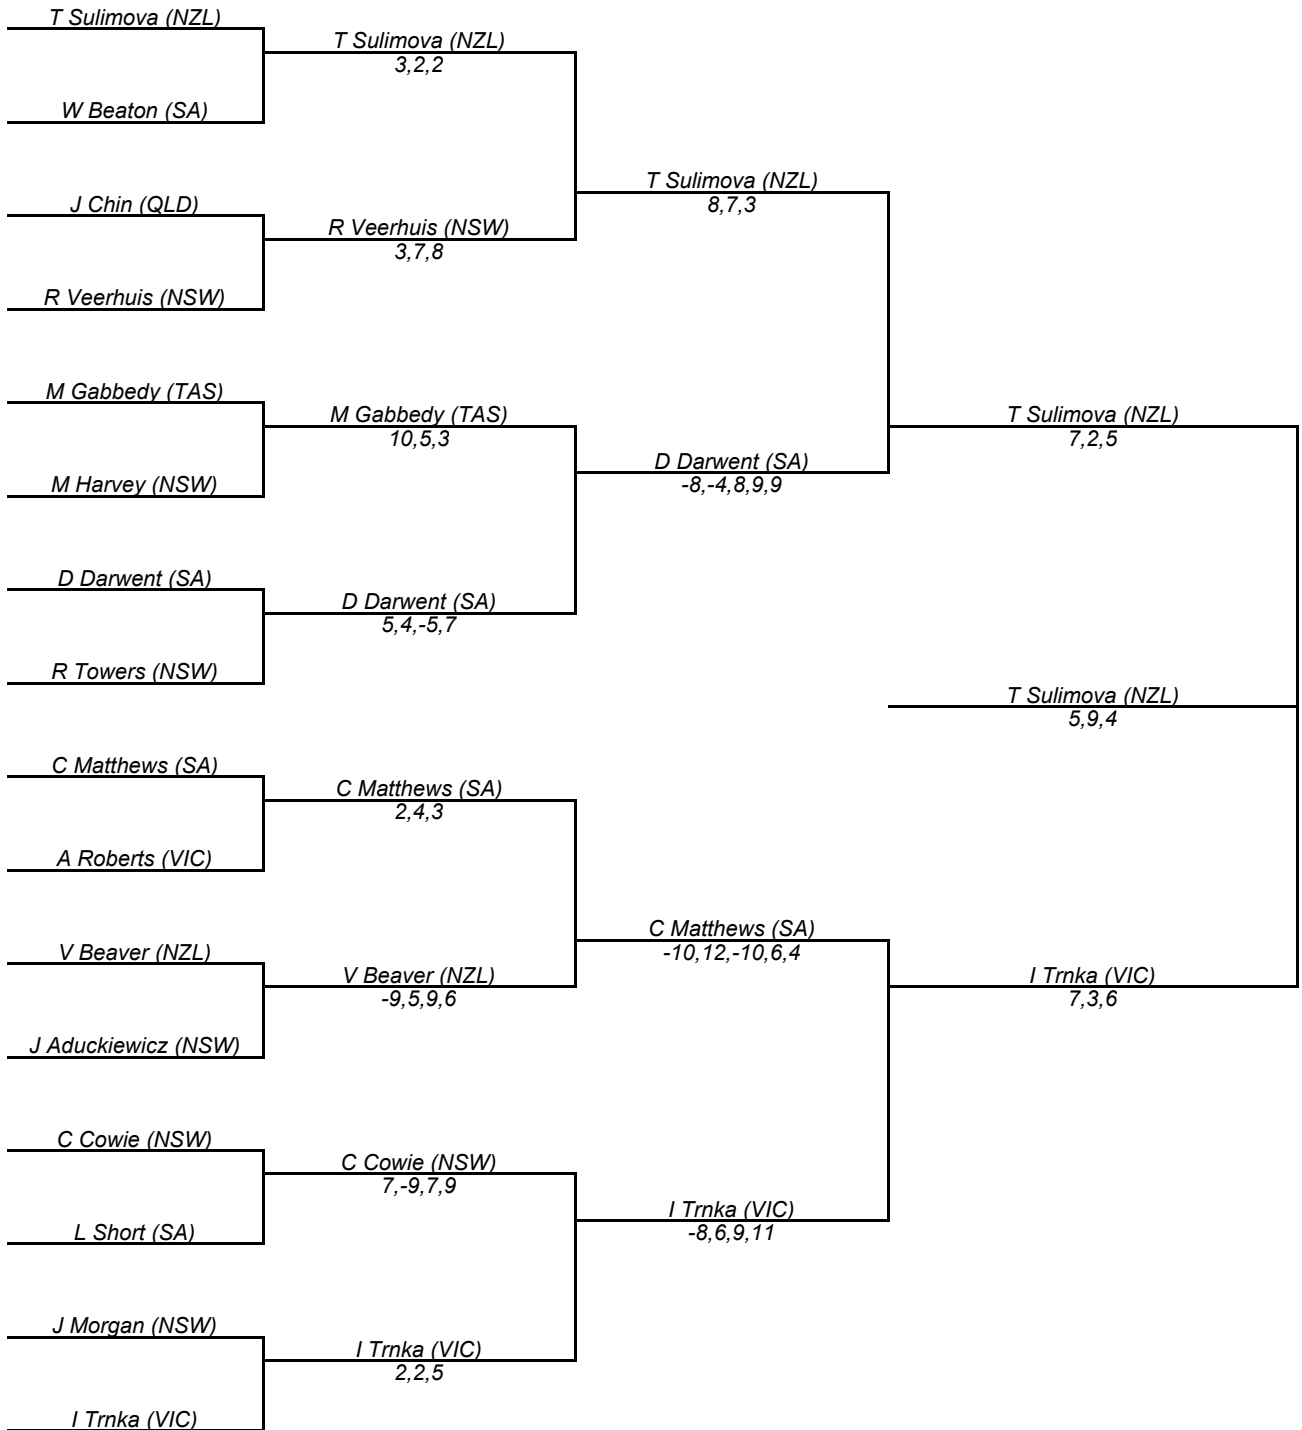 T Sulimova (NZL)
T Sulimova (NZL)
3,2,2
W Beaton (SA)
T Sulimova (NZL)
8,7,3
J Chin (QLD)
R Veerhuis (NSW)
3,7,8
R Veerhuis (NSW)
M Gabbedy (TAS)
M Gabbedy (TAS)
10,5,3
T Sulimova (NZL)
7,2,5
D Darwent (SA)
-8,-4,8,9,9
M Harvey (NSW)
D Darwent (SA)
D Darwent (SA)
5,4,-5,7
R Towers (NSW)
T Sulimova (NZL)
5,9,4
C Matthews (SA)
C Matthews (SA)
2,4,3
A Roberts (VIC)
C Matthews (SA)
-10,12,-10,6,4
V Beaver (NZL)
V Beaver (NZL)
-9,5,9,6
I Trnka (VIC)
7,3,6
J Aduckiewicz (NSW)
C Cowie (NSW)
C Cowie (NSW)
7,-9,7,9
I Trnka (VIC)
-8,6,9,11
L Short (SA)
J Morgan (NSW)
I Trnka (VIC)
2,2,5
I Trnka (VIC)